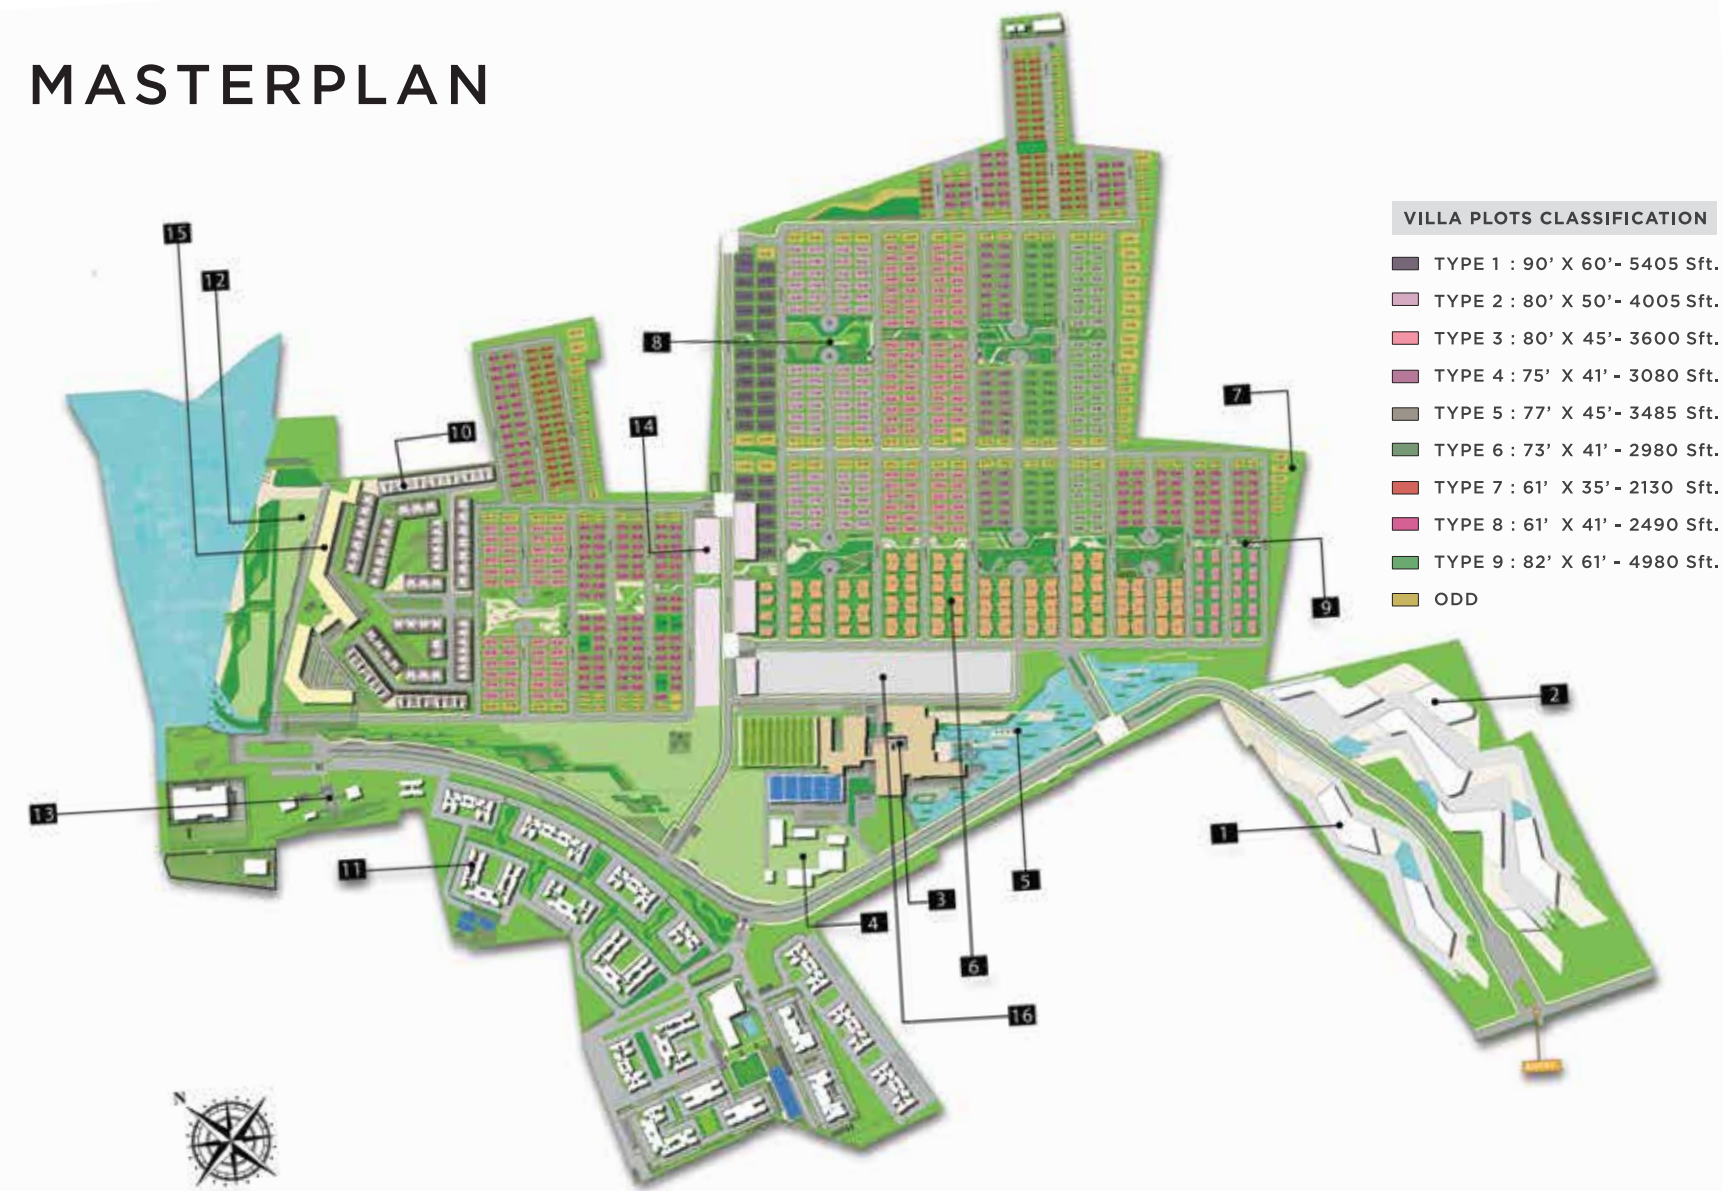 MASTERPLAN
VILLA PLOTS CLASSIFICATION
TYPE 1 : 90' X 60'- 5405 Sft.
TYPE 2 : 80' X 50'- 4005 Sft.
TYPE 3 : 80' X 45'- 3600 Sft.
TYPE 4 : 75' X 41' - 3080 Sft.
TYPE 5 : 77' X 45'- 3485 Sft.
TYPE 6 : 73' X 41' - 2980 Sft.
TYPE 7 : 61' X 35' - 2130 Sft.
TYPE 8 : 61' X 41' - 2490 Sft.
TYPE 9 : 82' X 61' - 4980 Sft.
ODD
15
12
8
7
10
14
9
2
13
1
11
5
3
4
6
16
N